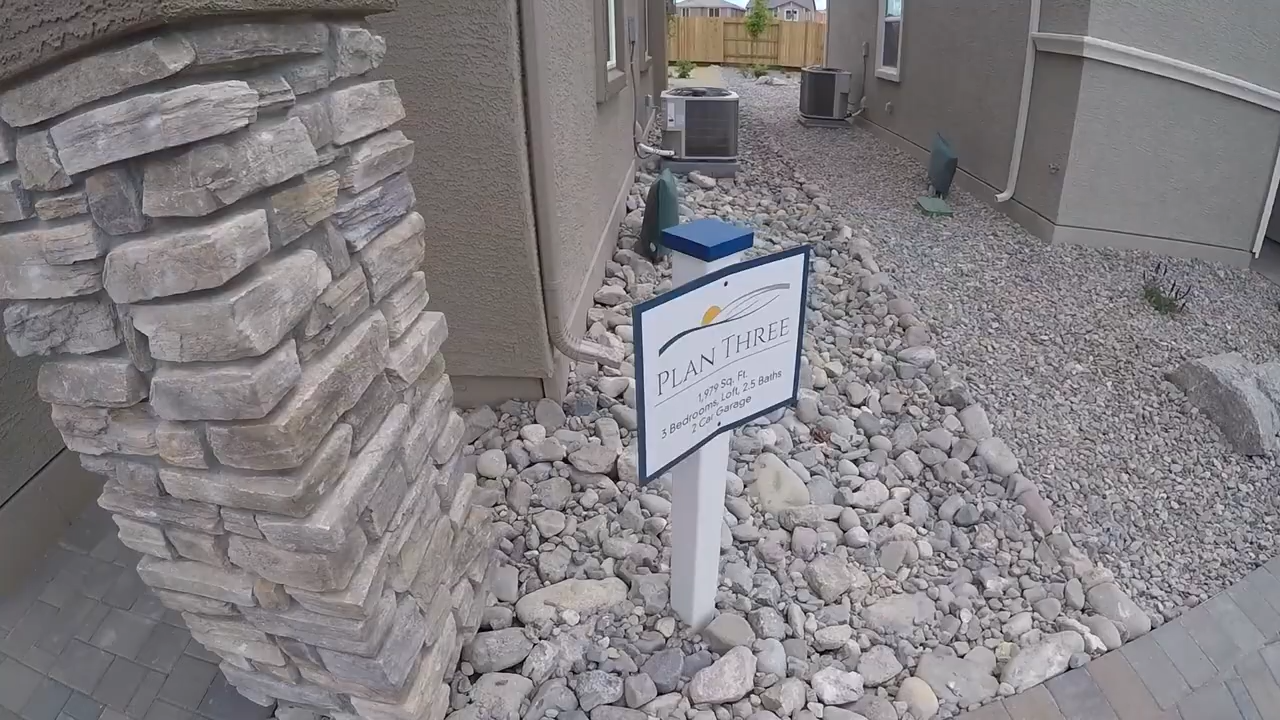 PLAN THREE
1,979 Sq. Ft.
3 Bedrooms, Loft, 2.5 Baths
2 Car Garage